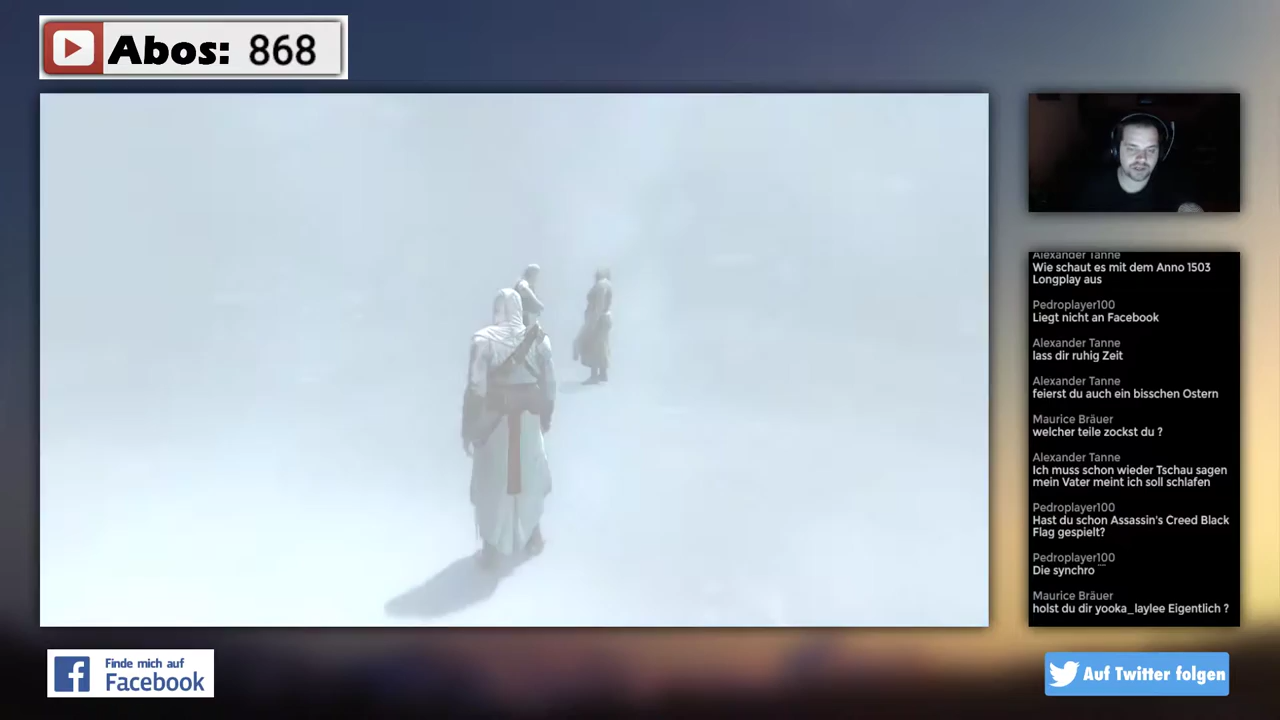 Abos: 868
Alexander Tanne
Wie schaut es mit dem Anno 1503
Longplay aus
Pedroplayer100
Liegt nicht an Facebook
Alexander Tanne
lass dir ruhig Zeit
Alexander Tanne
feierst du auch ein bisschen Ostern
Maurice Bräuer
welcher teile zockst du ?
Alexander Tanne
Ich muss schon wieder Tschau sagen
mein Vater meint ich soll schlafen
Pedroplayer100
Hast du schon Assassin's Creed Black
Flag gespielt?
Pedroplayer100
Die synchro
Maurice Bräuer
holst du dir yooka_laylee Eigentlich ?
Finde mich auf
Facebook
Auf Twitter folgen